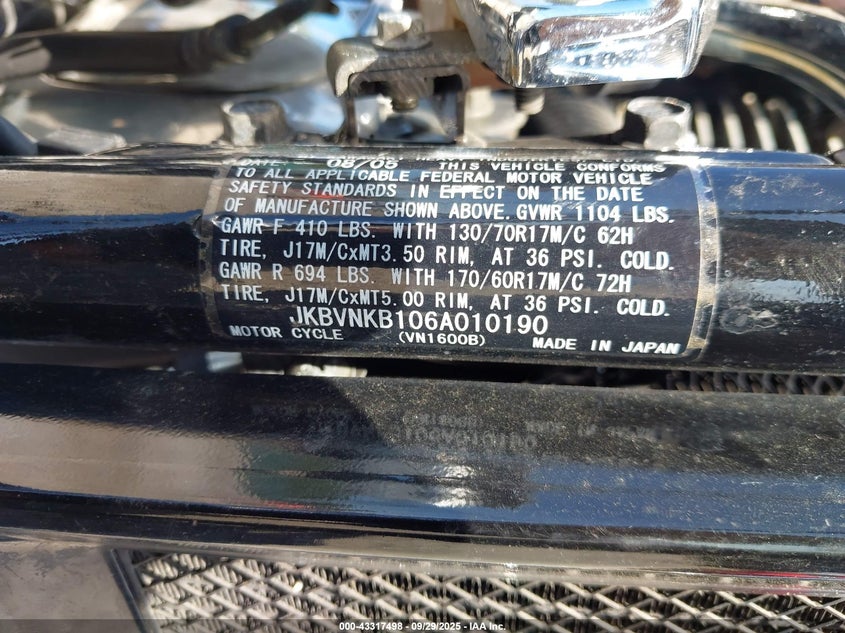 DATE: 08/05
THIS VEHICLE CONFORMS
TO ALL APPLICABLE FEDERAL MOTOR VEHICLE
SAFETY STANDARDS IN EFFECT ON THE DATE
OF MANUFACTURE SHOWN ABOVE. GVWR 1104 LBS.
GAWR F 410 LBS. WITH 130/70R17M/C 62H
TIRE, J17M/CxMT3.50 RIM, AT 36 PSI. COLD.
GAWR R 694 LBS. WITH 170/60R17M/C 72H
TIRE, J17M/CxMT5.00 RIM, AT 36 PSI. COLD.
JKBVNKB106A010190
MOTOR CYCLE (VN1600B) MADE IN JAPAN
000-43317498 - 09/29/2025 - IAA Inc.